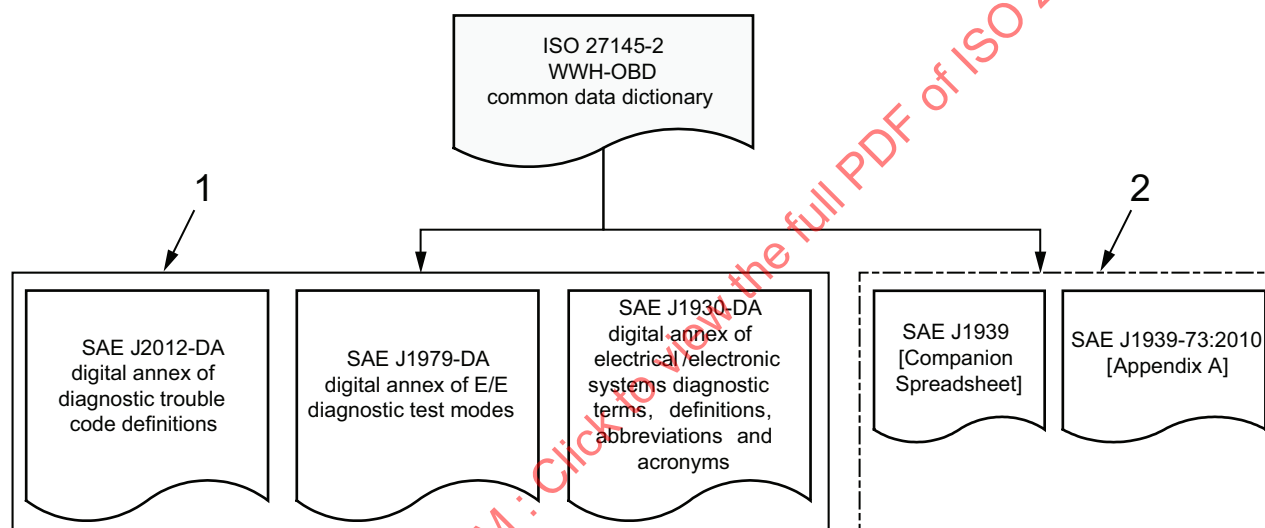 ISO 27145-2
WWH-OBD
common data dictionary
1
2
SAE J2012-DA
digital annex of
diagnostic trouble
code definitions
SAE J1979-DA
digital annex of E/E
diagnostic test modes
SAE J1930-DA
digital annex of
electrical /electronic
systems diagnostic
terms, definitions,
abbreviations and
acronyms
SAE J1939
[Companion
Spreadsheet]
SAE J1939-73:2010
[Appendix A]
: Click to view the full PDF of ISO